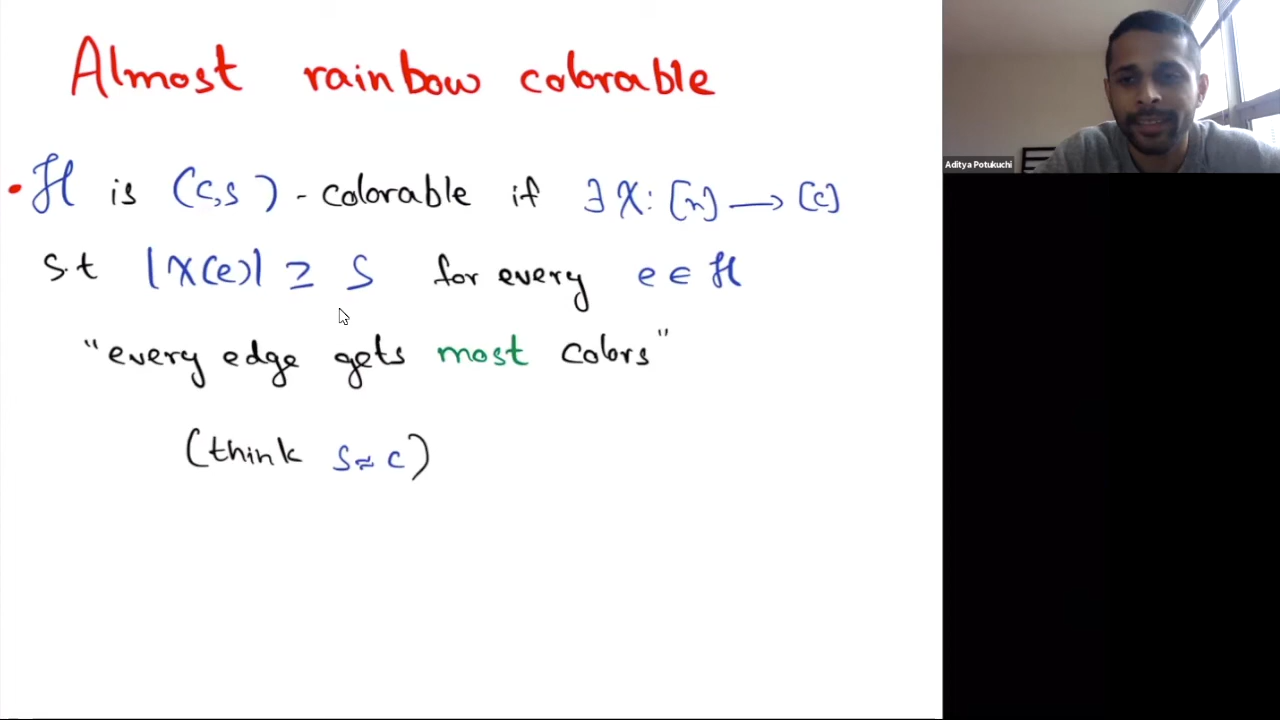 Almost rainbow colorable
• H is (c,s) - colorable if ∃ χ: [n] → [c]
s.t |χ(e)| ≥ s for every e ∈ H
"every edge gets most colors"
(think s≈c)
Aditya Potukuchi